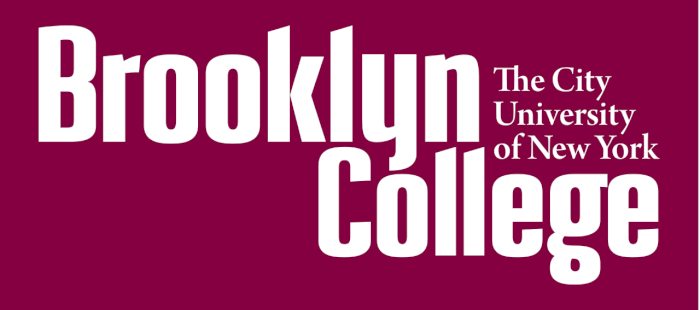 Brooklyn
College
The City
University
of New York